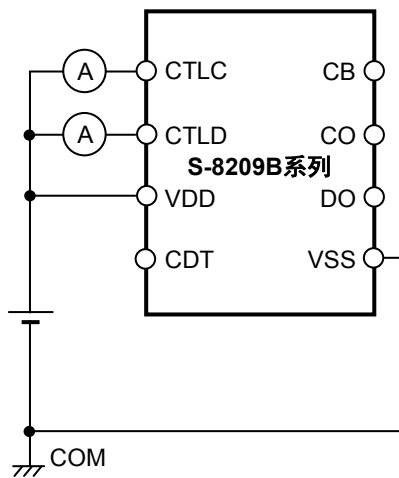 A CTLC CB
A CTLD CO
S-8209B系列
VDD DO
CDT VSS
COM